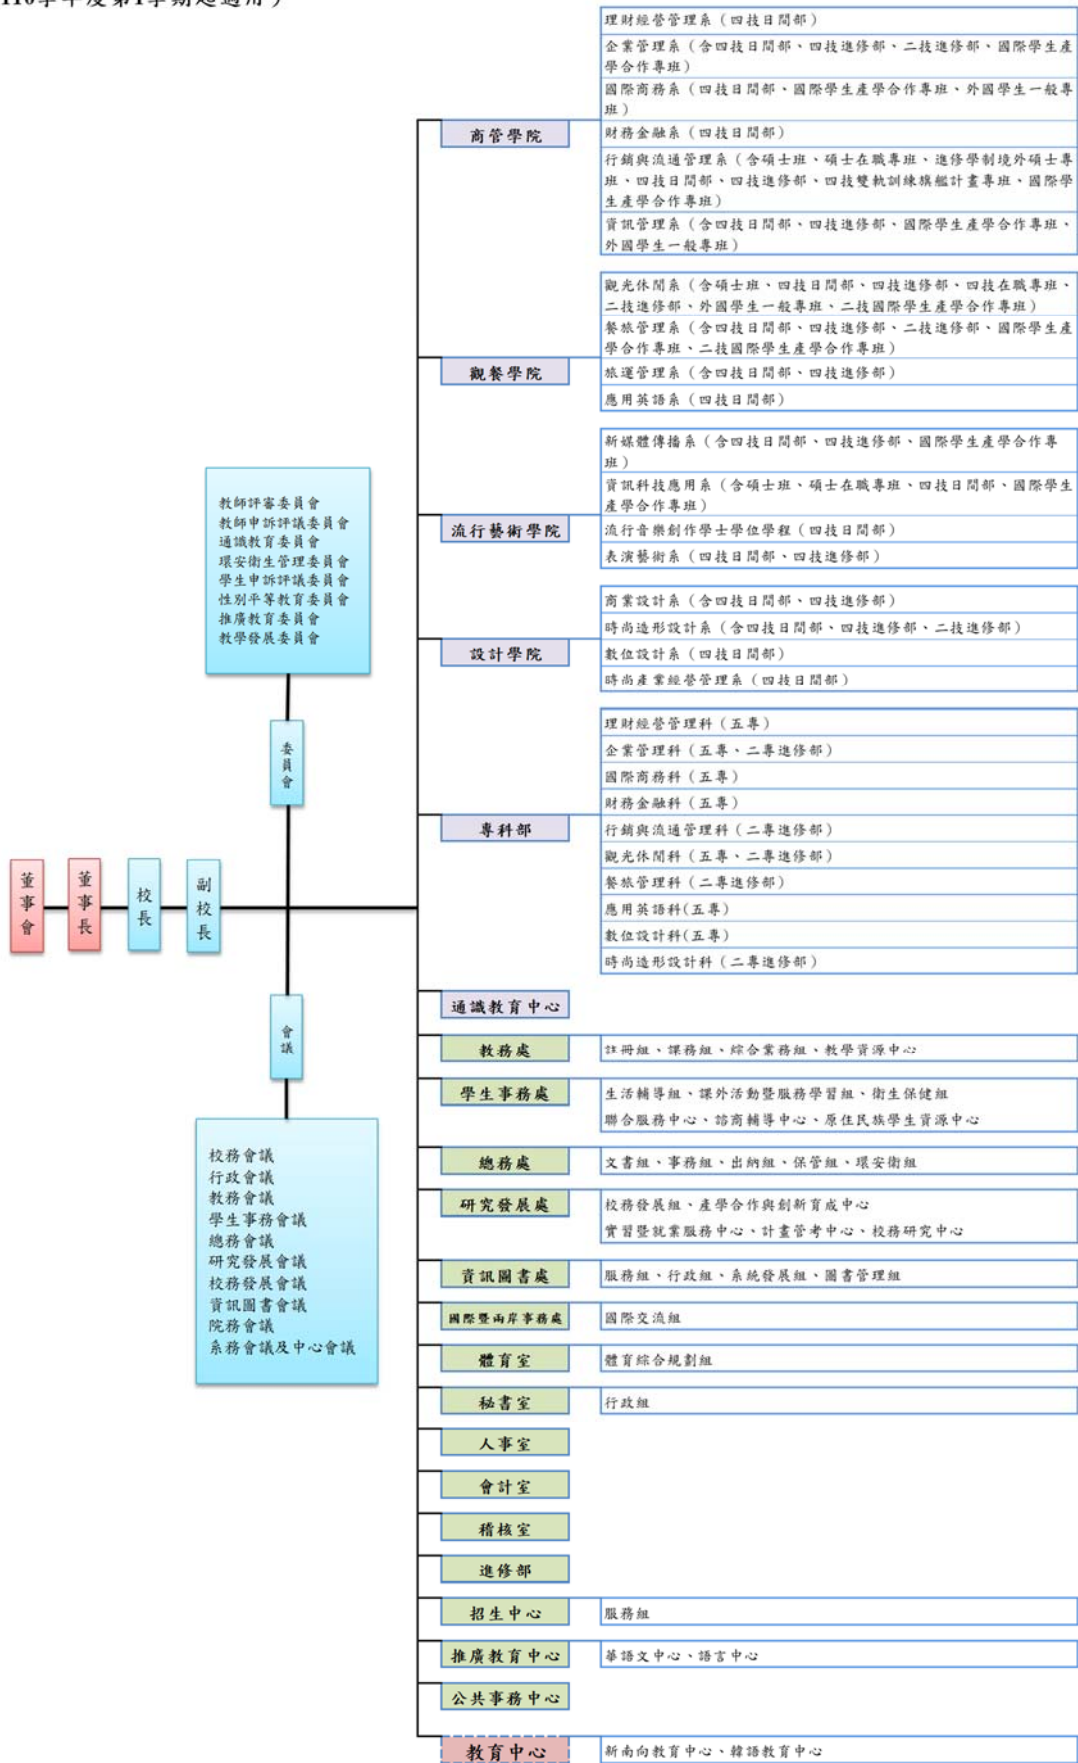 110學年度第1學期起適用）
理財經營管理系（四技日間部）
企業管理系（含四技日間部、四技進修部、二技進修部、國際學生產
學合作專班）
國際商務系（四技日間部、國際學生產學合作專班、外國學生一般專
班）
商管學院
財務金融系（四技日間部）
行銷與流通管理系（含碩士班、碩士在職專班、進修學制境外碩士專
班、四技日間部、四技進修部、四技雙軌訓練旗艦計畫專班、國際學
生產學合作專班）
資訊管理系（含四技日間部、四技進修部、國際學生產學合作專班、
外國學生一般專班）
觀光休閒系（含碩士班、四技日間部、四技進修部、四技在職專班、
二技進修部、外國學生一般專班、二技國際學生產學合作專班）
餐旅管理系（含四技日間部、四技進修部、二技進修部、國際學生產
學合作專班、二技國際學生產學合作專班）
觀餐學院
旅運管理系（含四技日間部、四技進修部）
應用英語系（四技日間部）
新媒體傳播系（含四技日間部、四技進修部、國際學生產學合作專
班）
資訊科技應用系（含碩士班、碩士在職專班、四技日間部、國際學生
產學合作專班）
流行藝術學院
流行音樂創作學士學位學程（四技日間部）
表演藝術系（四技日間部、四技進修部）
教師評審委員會
教師申訴評議委員會
通識教育委員會
環安衛生管理委員會
學生申訴評議委員會
性別平等教育委員會
推廣教育委員會
教學發展委員會
商業設計系（含四技日間部、四技進修部）
時尚造形設計系（含四技日間部、四技進修部、二技進修部）
設計學院
數位設計系（四技日間部）
時尚產業經營管理系（四技日間部）
委員會
理財經營管理科（五專）
企業管理科（五專、二專進修部）
國際商務科（五專）
財務金融科（五專）
專科部
行銷與流通管理科（二專進修部）
觀光休閒科（五專、二專進修部）
餐旅管理科（二專進修部）
應用英語科(五專）
數位設計科(五專）
時尚造形設計科（二專進修部）
董事會
董事長
校長
副校長
會議
校務會議
行政會議
教務會議
學生事務會議
總務會議
研究發展會議
校務發展會議
資訊圖書會議
院務會議
系務會議及中心會議
通識教育中心
教務處
註冊組、課務組、綜合業務組、教學資源中心
學生事務處
生活輔導組、課外活動暨服務學習組、衛生保健組
聯合服務中心、諮商輔導中心、原住民族學生資源中心
總務處
文書組、事務組、出納組、保管組、環安衛組
研究發展處
校務發展組、產學合作與創新育成中心
實習暨就業服務中心、計畫管考中心、校務研究中心
資訊圖書處
服務組、行政組、系統發展組、圖書管理組
國際暨兩岸事務處
國際交流組
體育室
體育綜合規劃組
秘書室
行政組
人事室
會計室
稽核室
進修部
招生中心
服務組
推廣教育中心
華語文中心、語言中心
公共事務中心
教育中心
新南向教育中心、韓語教育中心